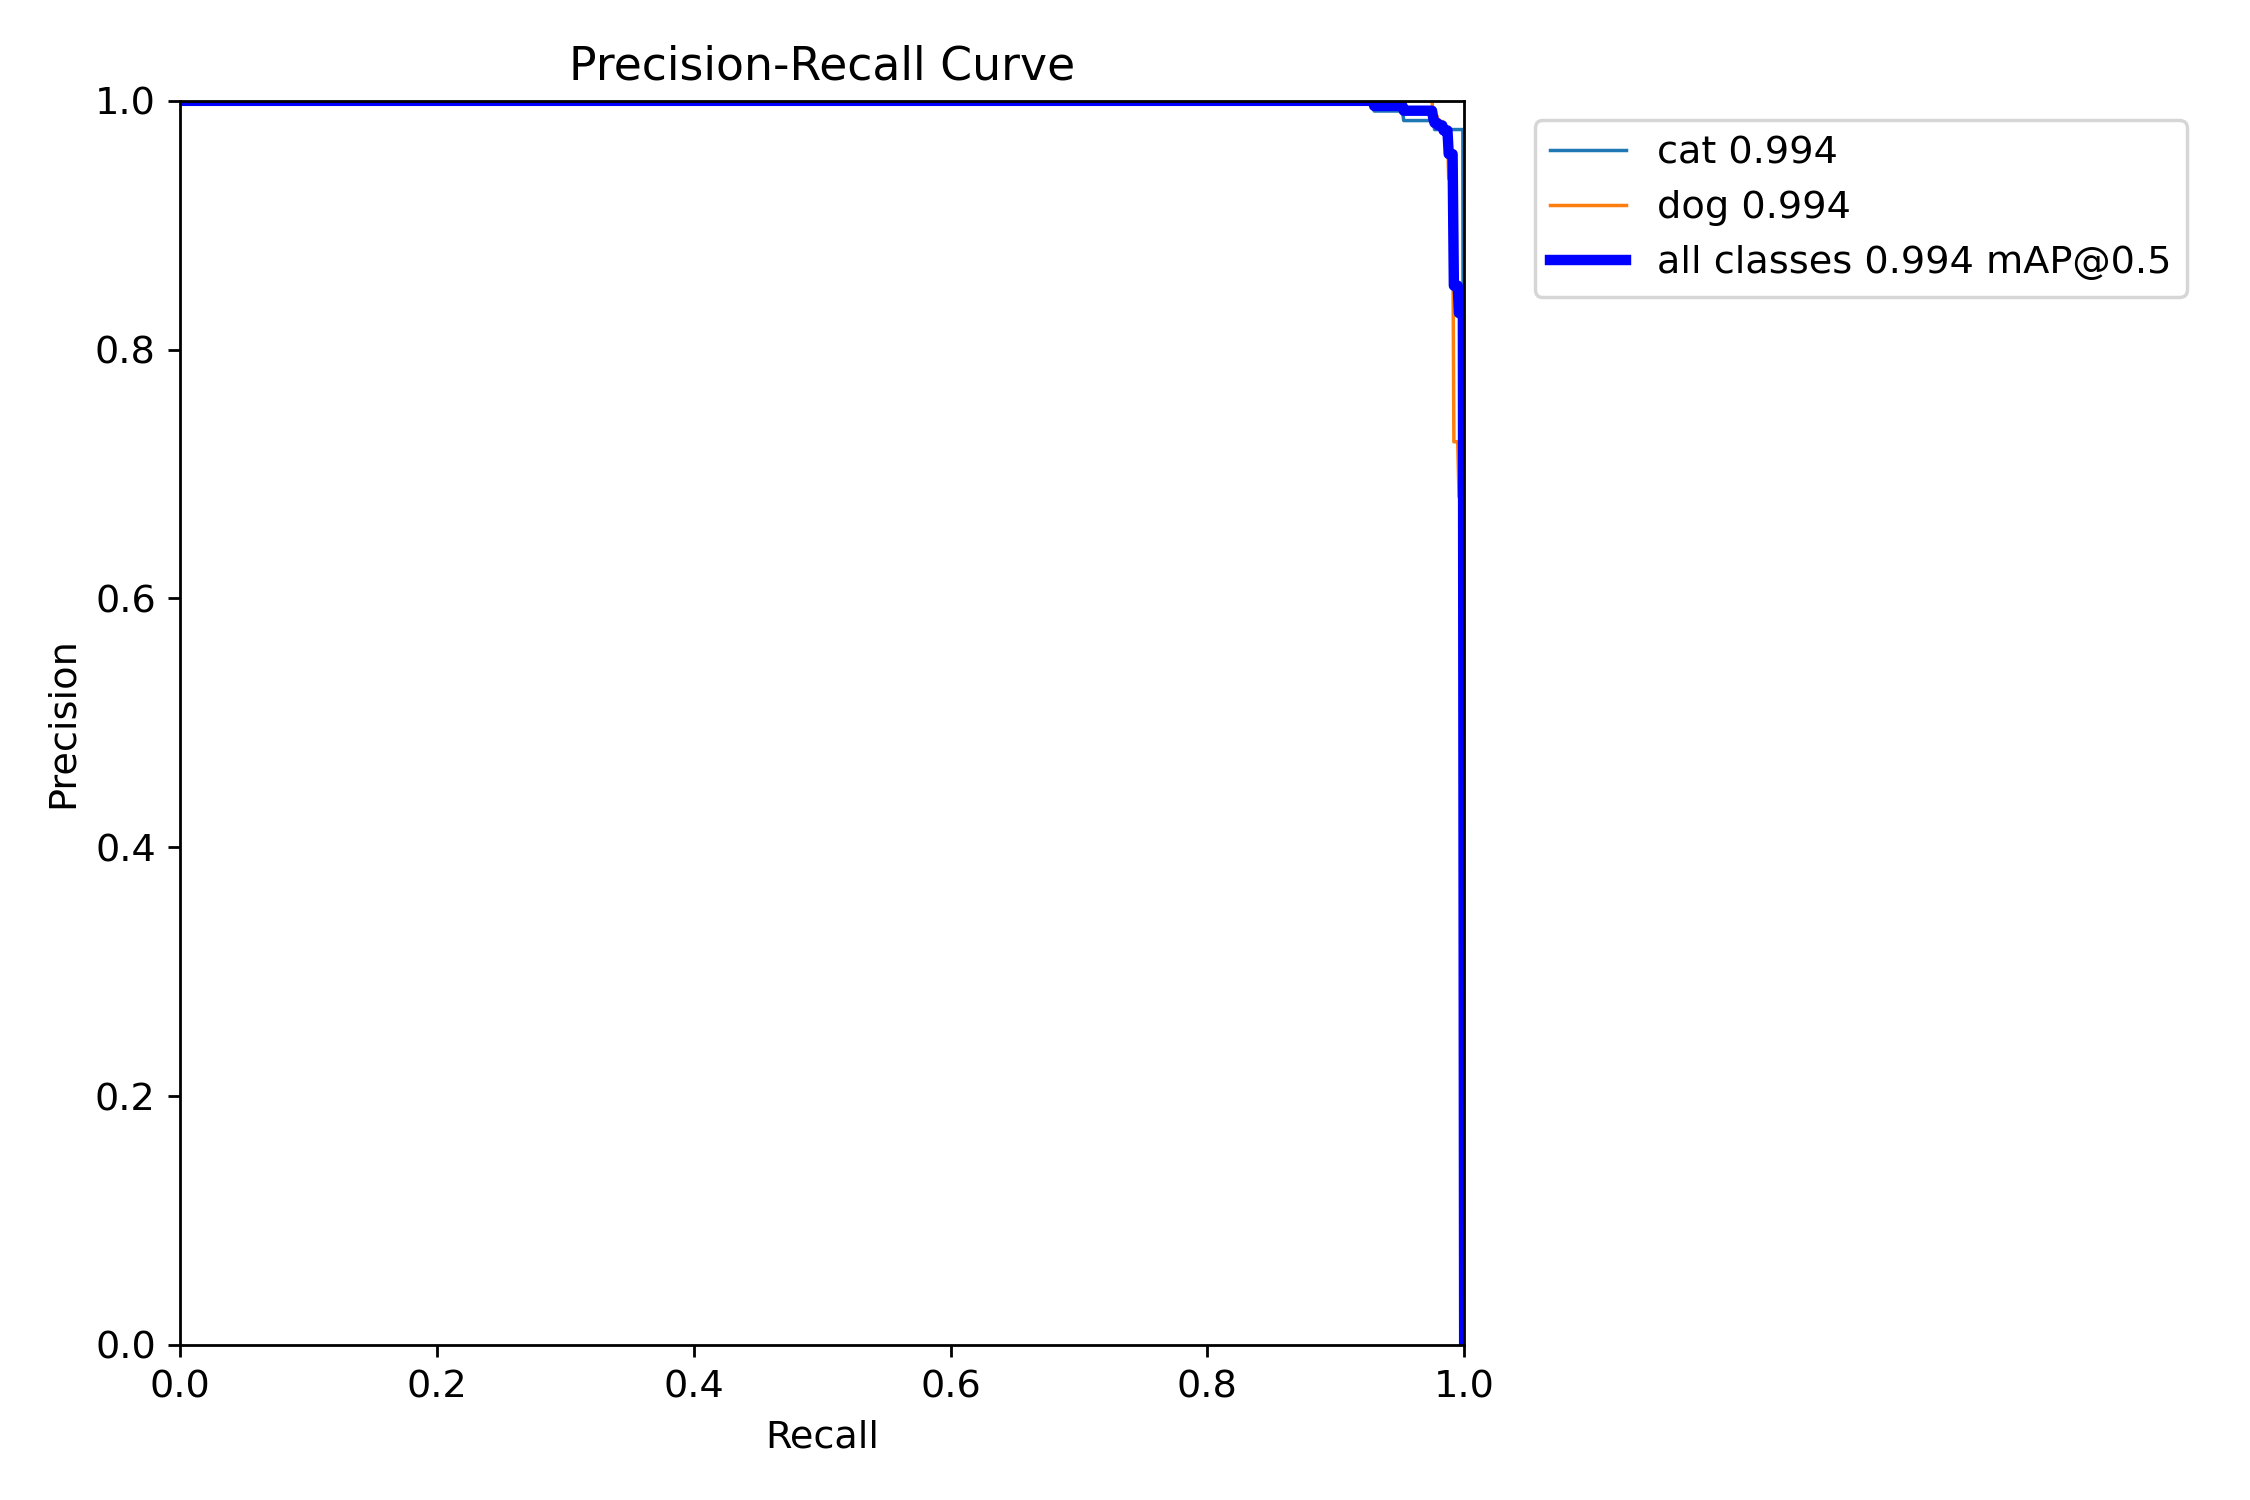 Precision-Recall Curve
1.0
0.8
0.6
0.4
0.2
0.0
Precision
0.0 0.2 0.4 0.6 0.8 1.0
Recall
cat 0.994
dog 0.994
all classes 0.994 mAP@0.5